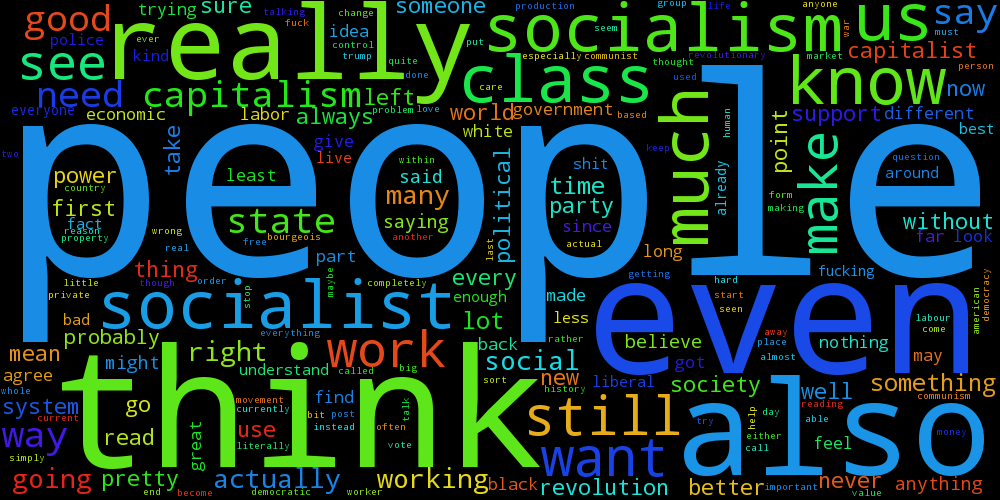 people
think
even
also
really
socialism
class
us
know
say
good
see
need
capitalism
left
trying
sure
someone
talking
fuck
change
idea
control
trump
production
group
life
anyone
seem
put
especially
communist
thought
revolutionary
market
war
must
capitalist
person
now
police
ever
kind
quite
done
care
used
everyone
economic
labor
always
problem
love
world
government
based
support
different
best
much
human
already
keep
point
make
two
take
white
give
live
within
said
many
saying
another
political
shit
time
party
since
actual
last
long
form
making
question
around
without
far look
power
country
first
fact
reason
property
least
state
wrong
real
free
bourgeois
part
thing
though
order
stop
maybe
completely
every
enough
made
less
getting
hard
start
seen
fucking
american
democracy
little
private
socialist
everything
bad
probably
lot
back
rather
believe
got
away
place
almost
nothing
labour
come
may
mean
agree
might
right
understand
work
called
big
social
sort
new
history
liberal
society
well
something
communism
whole
system
current
go
find
movement
currently
bit
post
instead
often
talk
vote
still
try
help
day
either
call
reading
able
feel
money
way
read
great
use
literally
want
simply
going
pretty
actually
working
black
revolution
better
important
never
value
anything
end
become
democratic
worker